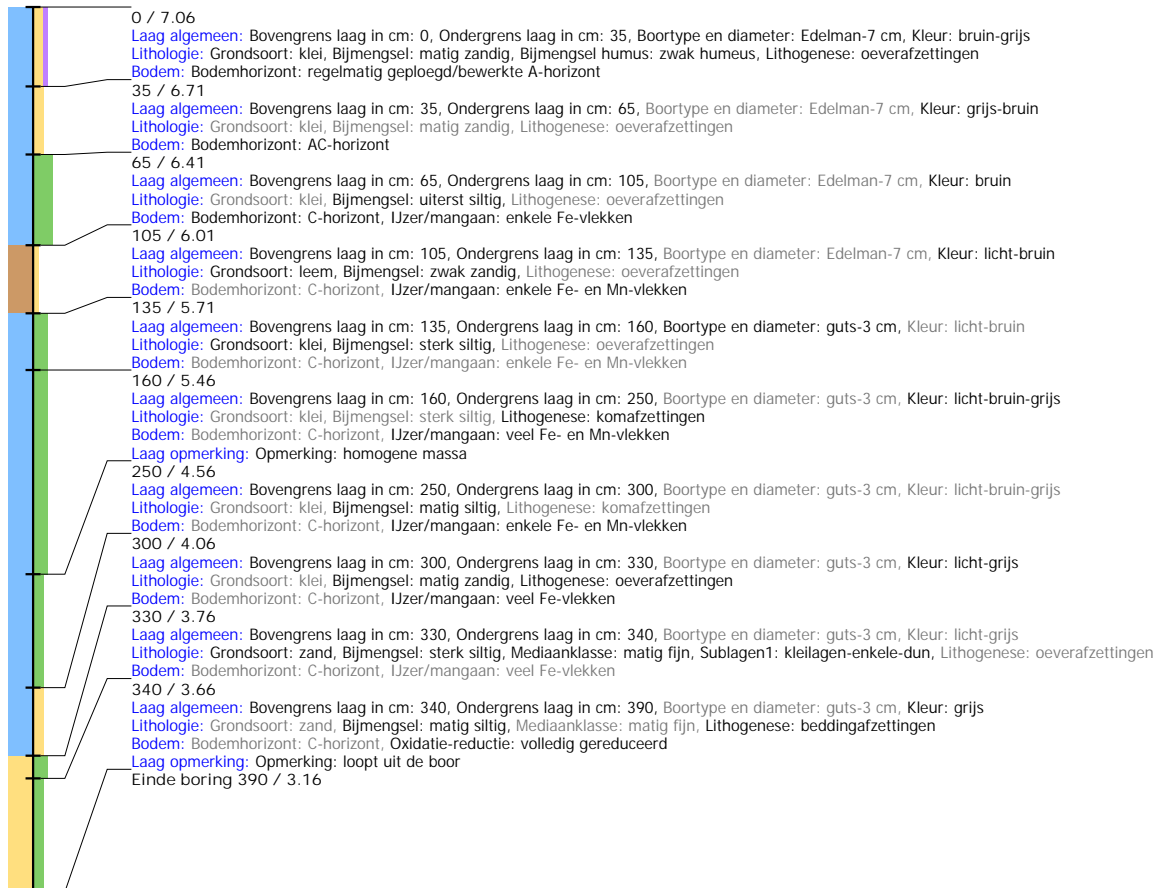 0 / 7.06
Laag algemeen: Bovengrens laag in cm: 0, Ondergrens laag in cm: 35, Boortype en diameter: Edelman-7 cm, Kleur: bruin-grijs
Lithologie: Grondsoort: klei, Bijmengsel: matig zandig, Bijmengsel humus: zwak humeus, Lithogenese: oeverafzettingen
Bodem: Bodemhorizont: regelmatig geploegd/bewerkte A-horizont
35 / 6.71
Laag algemeen: Bovengrens laag in cm: 35, Ondergrens laag in cm: 65, Boortype en diameter: Edelman-7 cm, Kleur: grijs-bruin
Lithologie: Grondsoort: klei, Bijmengsel: matig zandig, Lithogenese: oeverafzettingen
Bodem: Bodemhorizont: AC-horizont
65 / 6.41
Laag algemeen: Bovengrens laag in cm: 65, Ondergrens laag in cm: 105, Boortype en diameter: Edelman-7 cm, Kleur: bruin
Lithologie: Grondsoort: klei, Bijmengsel: uiterst siltig, Lithogenese: oeverafzettingen
Bodem: Bodemhorizont: C-horizont, IJzer/mangaan: enkele Fe-vlekken
105 / 6.01
Laag algemeen: Bovengrens laag in cm: 105, Ondergrens laag in cm: 135, Boortype en diameter: Edelman-7 cm, Kleur: licht-bruin
Lithologie: Grondsoort: leem, Bijmengsel: zwak zandig, Lithogenese: oeverafzettingen
Bodem: Bodemhorizont: C-horizont, IJzer/mangaan: enkele Fe- en Mn-vlekken
135 / 5.71
Laag algemeen: Bovengrens laag in cm: 135, Ondergrens laag in cm: 160, Boortype en diameter: guts-3 cm, Kleur: licht-bruin
Lithologie: Grondsoort: klei, Bijmengsel: sterk siltig, Lithogenese: oeverafzettingen
Bodem: Bodemhorizont: C-horizont, IJzer/mangaan: enkele Fe- en Mn-vlekken
160 / 5.46
Laag algemeen: Bovengrens laag in cm: 160, Ondergrens laag in cm: 250, Boortype en diameter: guts-3 cm, Kleur: licht-bruin-grijs
Lithologie: Grondsoort: klei, Bijmengsel: sterk siltig, Lithogenese: komafzettingen
Bodem: Bodemhorizont: C-horizont, IJzer/mangaan: veel Fe- en Mn-vlekken
Laag opmerking: Opmerking: homogene massa
250 / 4.56
Laag algemeen: Bovengrens laag in cm: 250, Ondergrens laag in cm: 300, Boortype en diameter: guts-3 cm, Kleur: licht-bruin-grijs
Lithologie: Grondsoort: klei, Bijmengsel: matig siltig, Lithogenese: komafzettingen
Bodem: Bodemhorizont: C-horizont, IJzer/mangaan: enkele Fe- en Mn-vlekken
300 / 4.06
Laag algemeen: Bovengrens laag in cm: 300, Ondergrens laag in cm: 330, Boortype en diameter: guts-3 cm, Kleur: licht-grijs
Lithologie: Grondsoort: klei, Bijmengsel: matig zandig, Lithogenese: oeverafzettingen
Bodem: Bodemhorizont: C-horizont, IJzer/mangaan: veel Fe-vlekken
330 / 3.76
Laag algemeen: Bovengrens laag in cm: 330, Ondergrens laag in cm: 340, Boortype en diameter: guts-3 cm, Kleur: licht-grijs
Lithologie: Grondsoort: zand, Bijmengsel: sterk siltig, Mediaanklasse: matig fijn, Sublagen1: kleilagen-enkele-dun, Lithogenese: oeverafzettingen
Bodem: Bodemhorizont: C-horizont, IJzer/mangaan: veel Fe-vlekken
340 / 3.66
Laag algemeen: Bovengrens laag in cm: 340, Ondergrens laag in cm: 390, Boortype en diameter: guts-3 cm, Kleur: grijs
Lithologie: Grondsoort: zand, Bijmengsel: matig siltig, Mediaanklasse: matig fijn, Lithogenese: beddingafzettingen
Bodem: Bodemhorizont: C-horizont, Oxidatie-reductie: volledig gereduceerd
Laag opmerking: Opmerking: loopt uit de boor
Einde boring 390 / 3.16